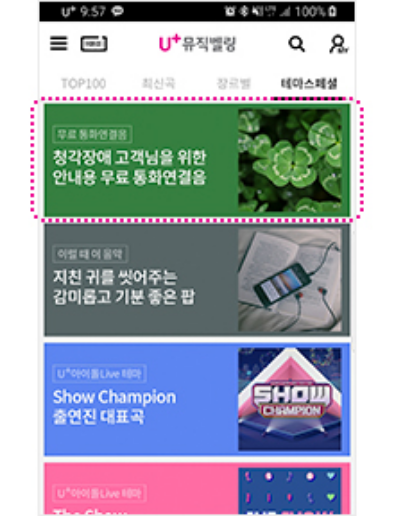 U+ 9:57
100%
U+뮤직벨링
TOP100 최신곡 장르별 테마스페셜
무료 통화연결음
청각장애 고객님을 위한
안내용 무료 통화연결음
이럴 때 이 음악
지친 귀를 씻어주는
감미롭고 기분 좋은 팝
U+아이돌Live 테마
Show Champion
출연진 대표곡
SHOW
CHAMPION
U+아이돌Live 테마
The Show
THE SHOW